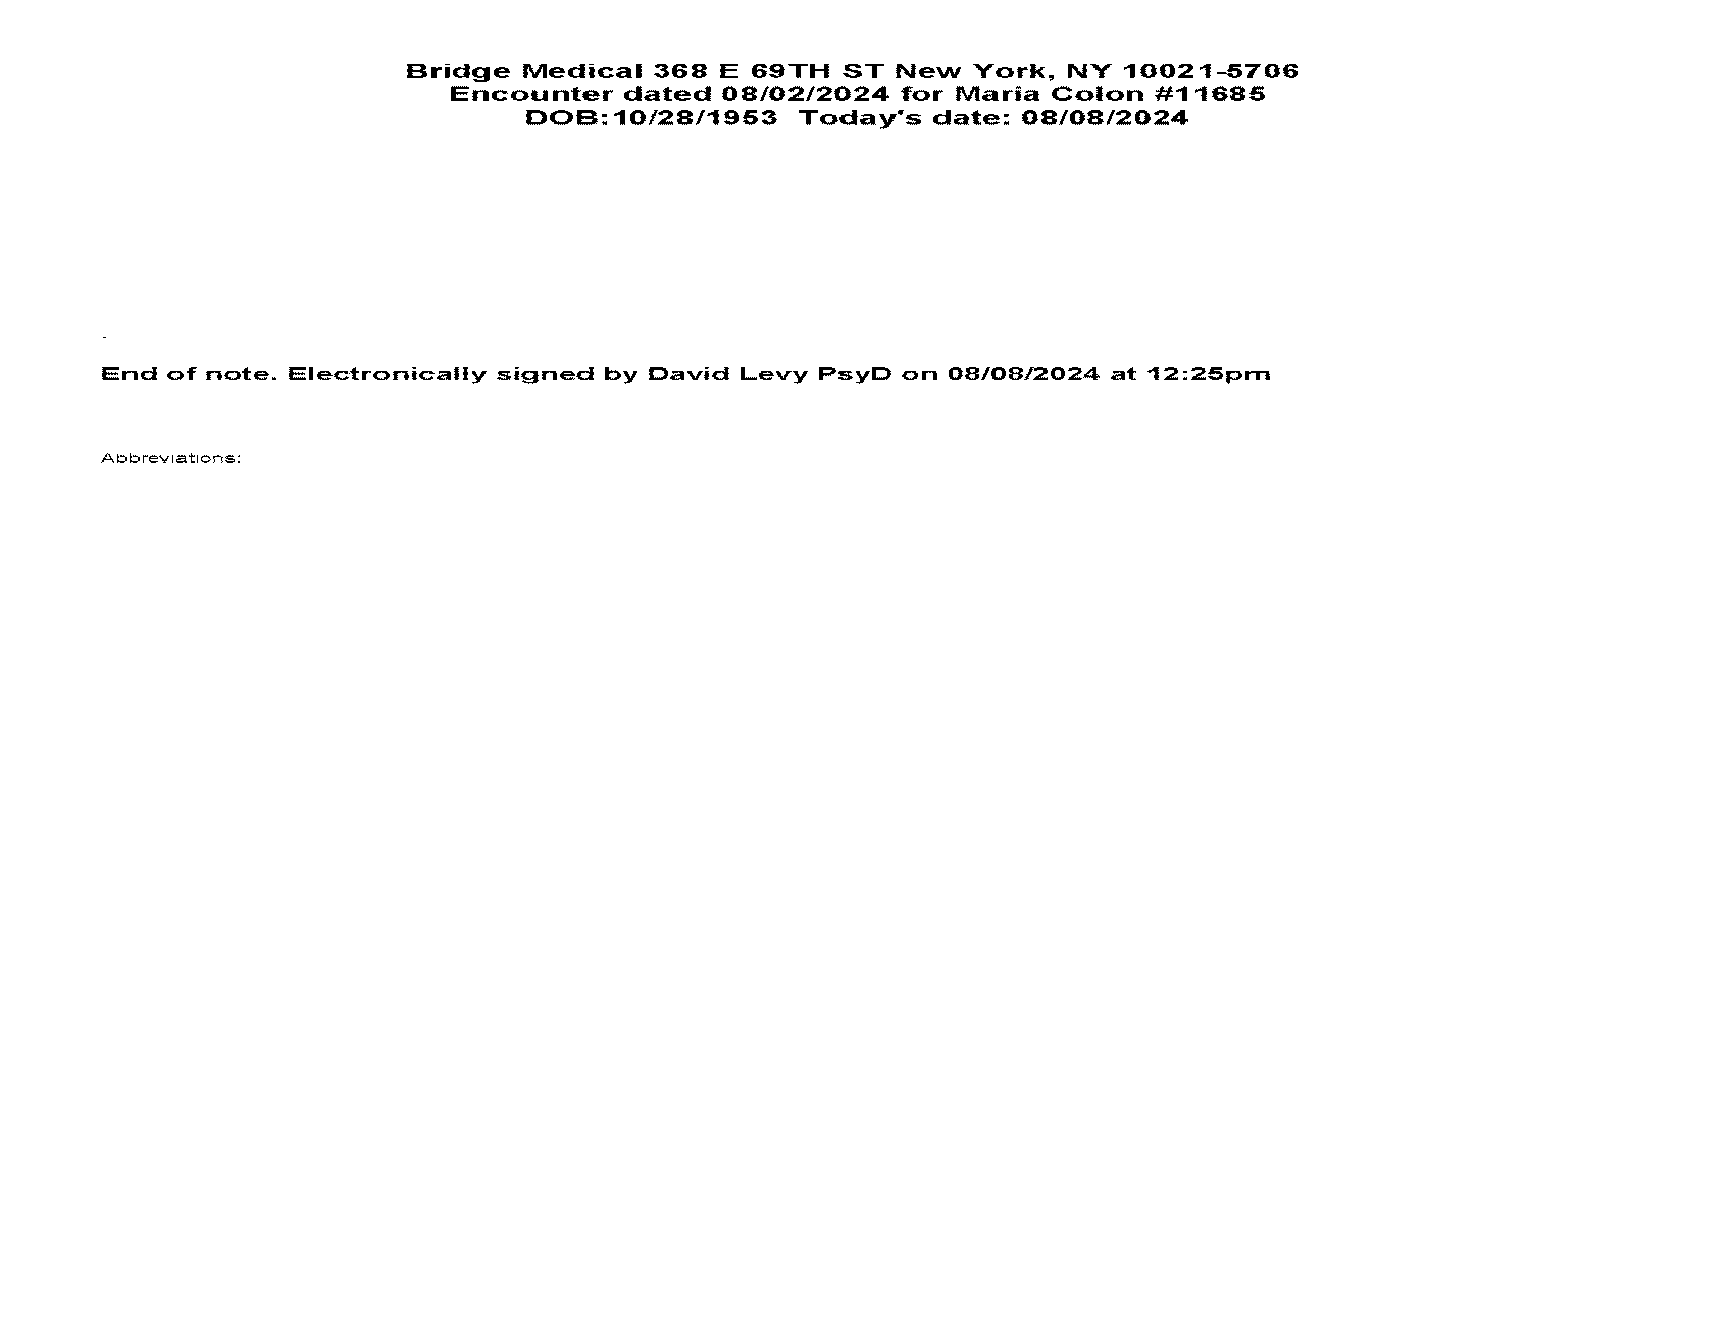 Bridge Medical 368 E 69TH ST New York, NY 10021-5706
Encounter dated 08/02/2024 for Maria Colon #11685
DOB:10/28/1953 Today's date: 08/08/2024
.
End of note. Electronically signed by David Levy PsyD on 08/08/2024 at 12:25pm
Abbreviations: